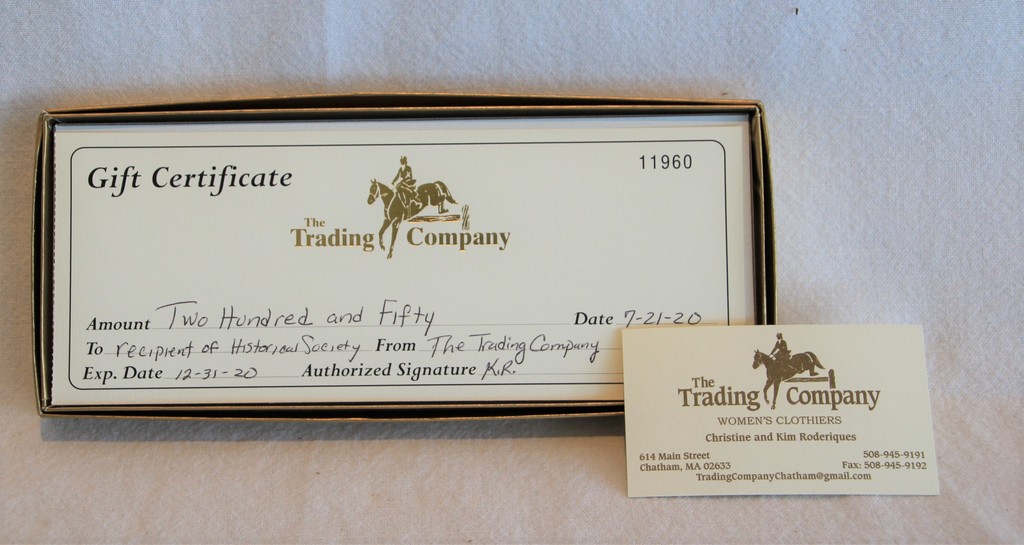 Gift Certificate
11960
The
Trading Company
Amount Two Hundred and Fifty Date 7-21-20
To recipient of Historical Society From The Trading Company
Exp. Date 12-31-20 Authorized Signature K.R.
The
Trading Company
WOMEN'S CLOTHIERS
Christine and Kim Roderiques
614 Main Street 508-945-9191
Chatham, MA 02633 Fax: 508-945-9192
TradingCompanyChatham@gmail.com